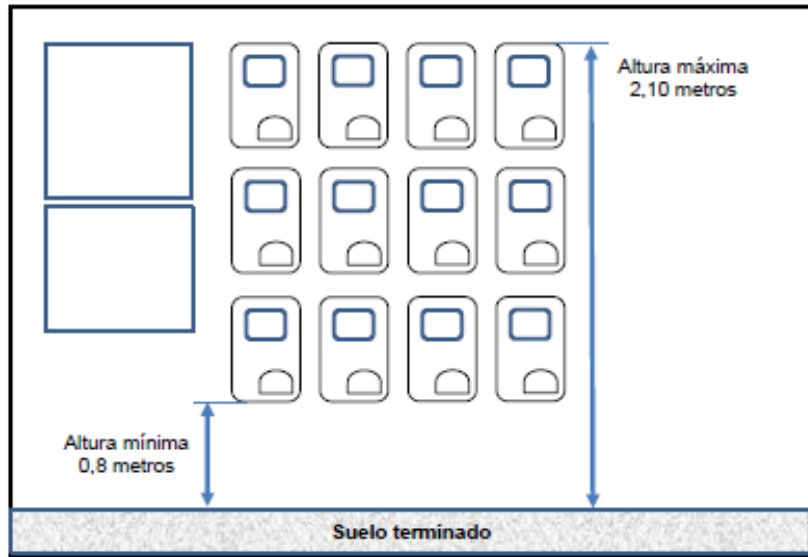 Altura máxima
2,10 metros
Altura mínima
0,8 metros
Suelo terminado